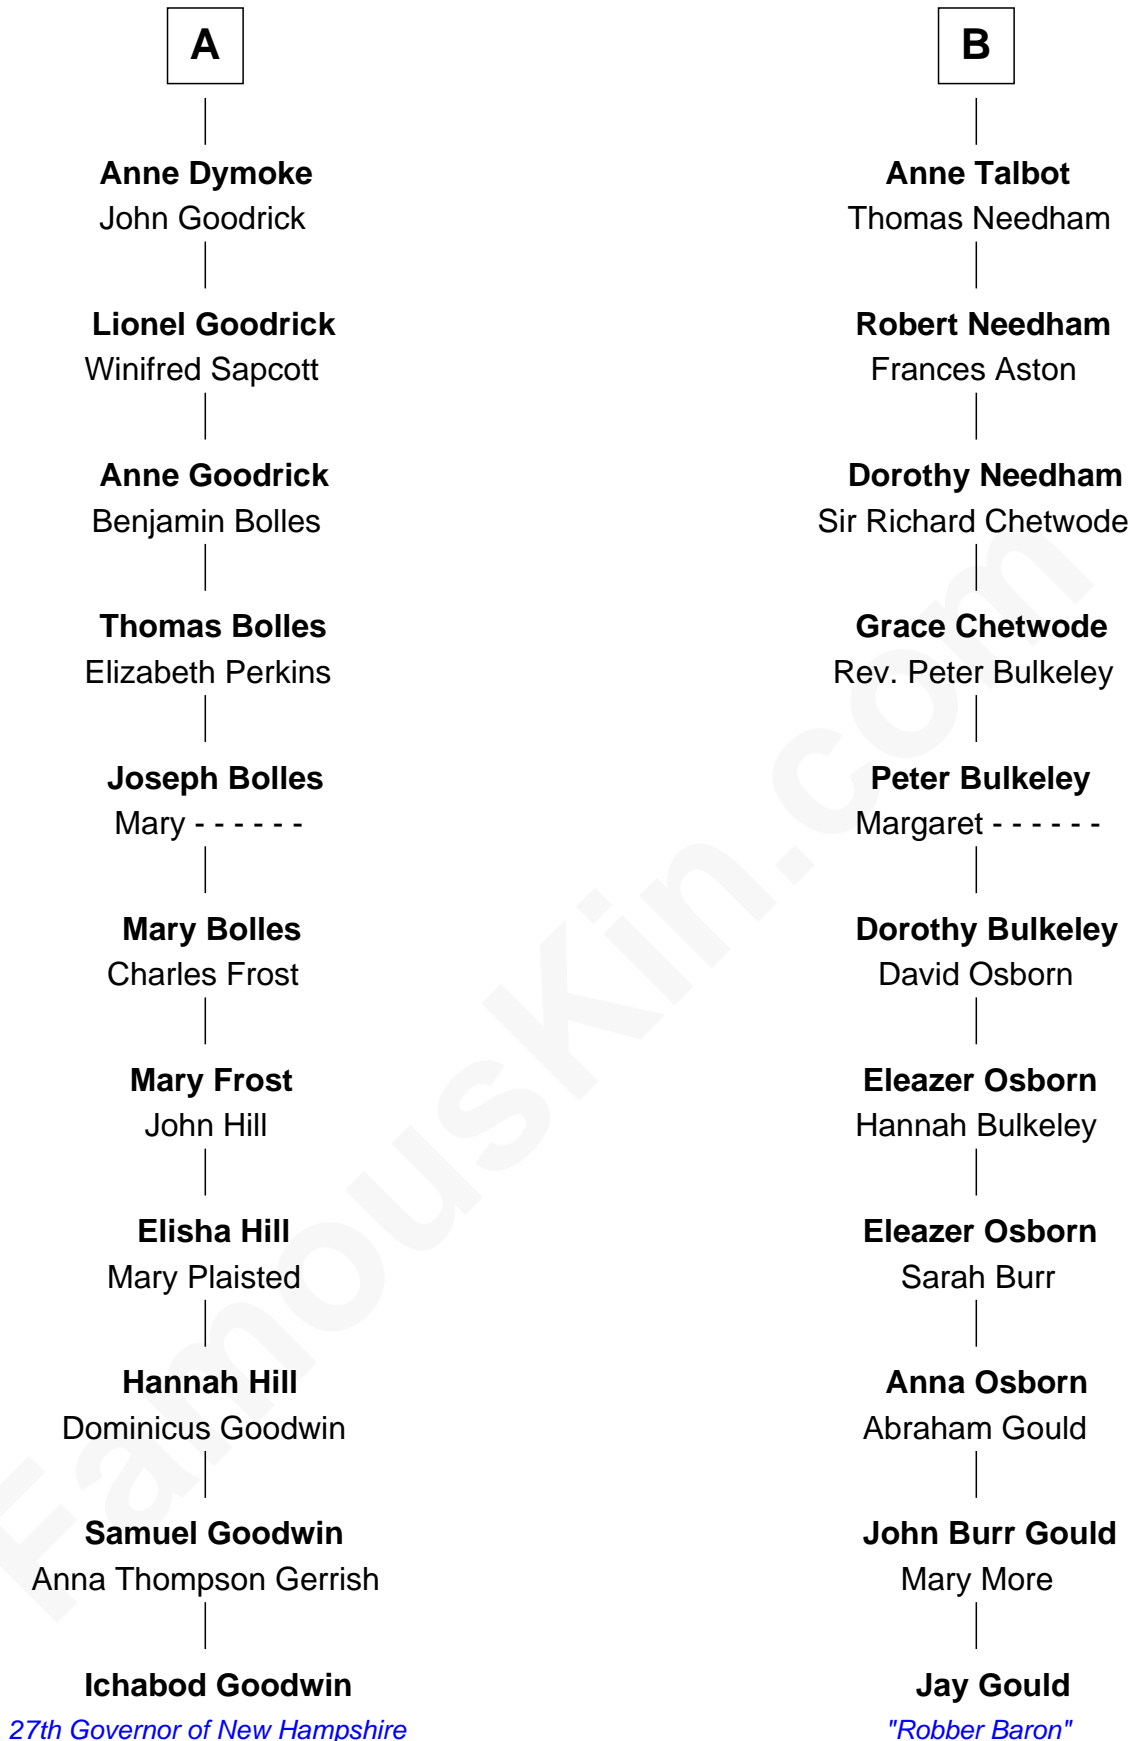 A
Anne Dymoke
John Goodrick
Lionel Goodrick
Winifred Sapcott
Anne Goodrick
Benjamin Bolles
Thomas Bolles
Elizabeth Perkins
Joseph Bolles
Mary - - - - - -
Mary Bolles
Charles Frost
Mary Frost
John Hill
Elisha Hill
Mary Plaisted
Hannah Hill
Dominicus Goodwin
Samuel Goodwin
Anna Thompson Gerrish
Ichabod Goodwin
27th Governor of New Hampshire
B
Anne Talbot
Thomas Needham
Robert Needham
Frances Aston
Dorothy Needham
Sir Richard Chetwode
Grace Chetwode
Rev. Peter Bulkeley
Peter Bulkeley
Margaret - - - - - -
Dorothy Bulkeley
David Osborn
Eleazer Osborn
Hannah Bulkeley
Eleazer Osborn
Sarah Burr
Anna Osborn
Abraham Gould
John Burr Gould
Mary More
Jay Gould
"Robber Baron"
FamousKin.com